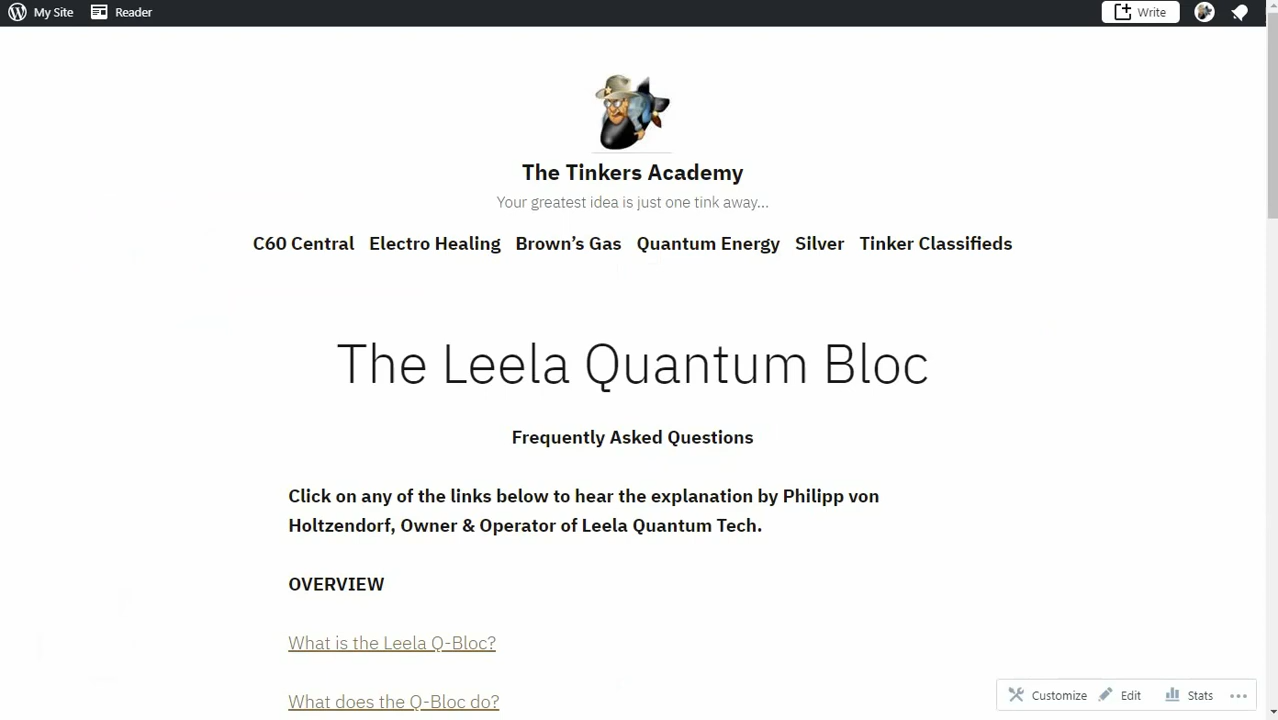 My Site Reader Write
The Tinkers Academy
Your greatest idea is just one tink away...
C60 Central Electro Healing Brown's Gas Quantum Energy Silver Tinker Classifieds
The Leela Quantum Bloc
Frequently Asked Questions
Click on any of the links below to hear the explanation by Philipp von
Holtzendorf, Owner & Operator of Leela Quantum Tech.
OVERVIEW
What is the Leela Q-Bloc?
What does the Q-Bloc do?
Customize Edit Stats ...